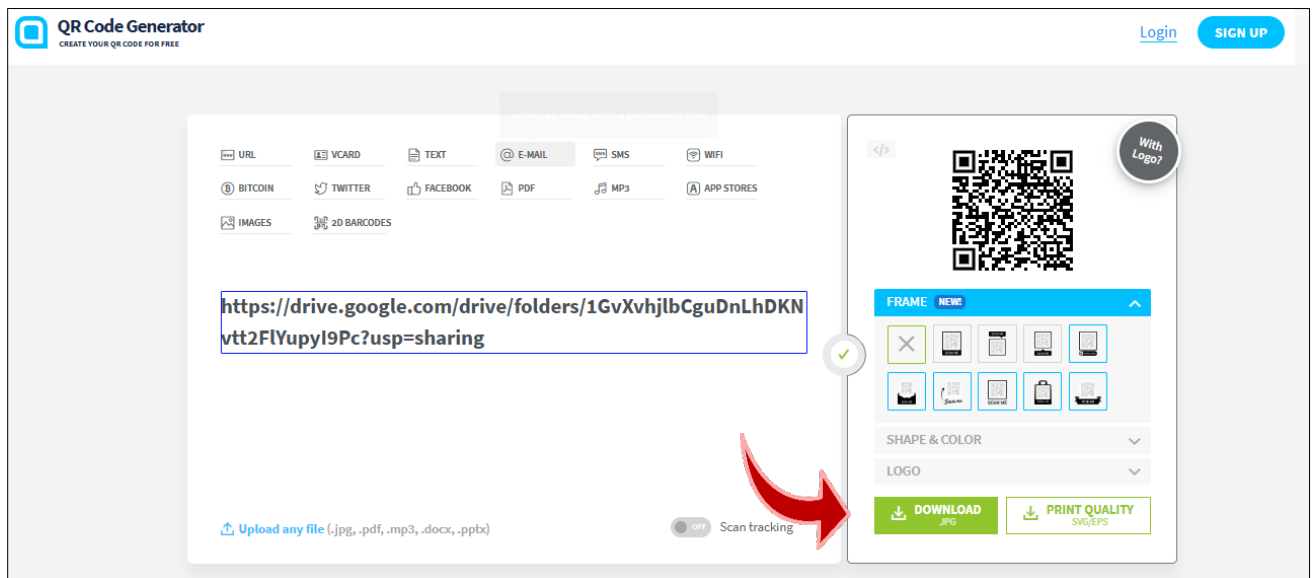 QR Code Generator
CREATE YOUR QR CODE FOR FREE
Login
SIGN UP
URL
VCARD
TEXT
E-MAIL
SMS
WIFI
BITCOIN
TWITTER
FACEBOOK
PDF
MP3
APP STORES
IMAGES
2D BARCODES
https://drive.google.com/drive/folders/1GvXvhjlbCguDnLhDKN
vtt2FlYupyI9Pc?usp=sharing
Upload any file (.jpg, .pdf, .mp3, .docx, .pptx)
OFF
Scan tracking
</>
With
Logo?
FRAME NEW!
SCAN ME
SHAPE & COLOR
LOGO
DOWNLOAD
JPG
PRINT QUALITY
SVG/EPS